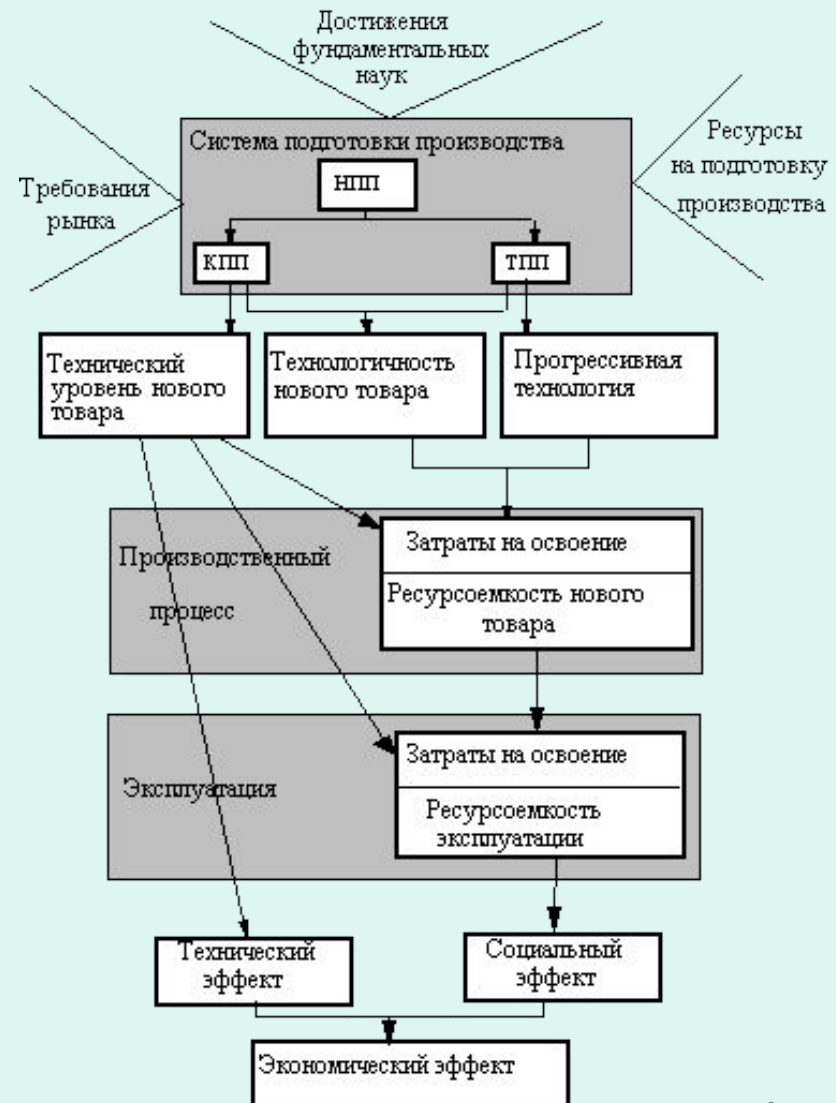 Достижения
фундаментальных
наук
Система подготовки производства
Ресурсы
на подготовку
производства
Требования
рынка
НПП
КПП
ТПП
Технический
уровень нового
товара
Технологичность
нового товара
Прогрессивная
технология
Производственный
процесс
Затраты на освоение
Ресурсоемкость нового
товара
Эксплуатация
Затраты на освоение
Ресурсоемкость
эксплуатации
Технический
эффект
Социальный
эффект
Экономический эффект